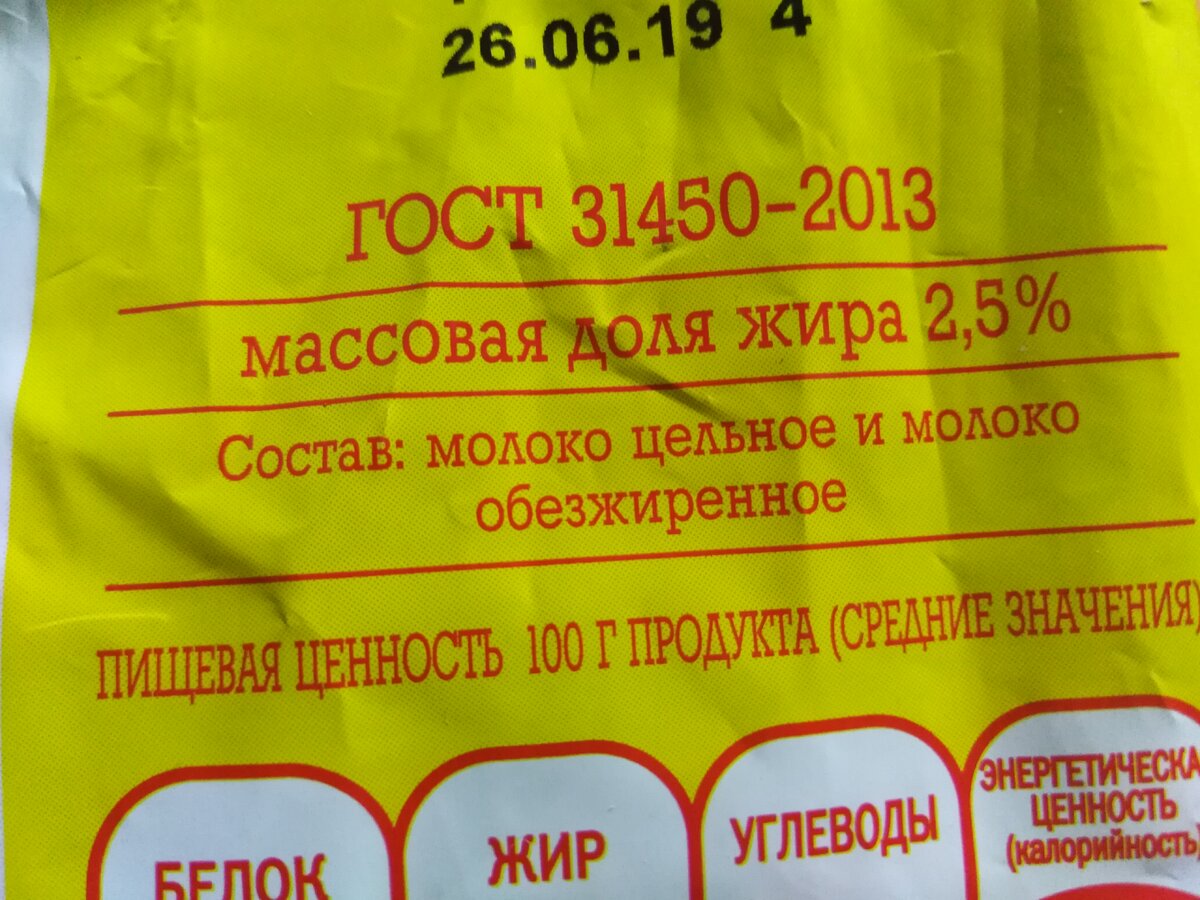 26.06.19 4
ГОСТ 31450-2013
массовая доля жира 2,5%
Состав: молоко цельное и молоко
обезжиренное
ПИЩЕВАЯ ЦЕННОСТЬ 100 Г ПРОДУКТА (СРЕДНИЕ ЗНАЧЕНИЯ)
БЕЛОК
ЖИР
УГЛЕВОДЫ
ЭНЕРГЕТИЧЕСКА
ЦЕННОСТЬ
(калорийность)